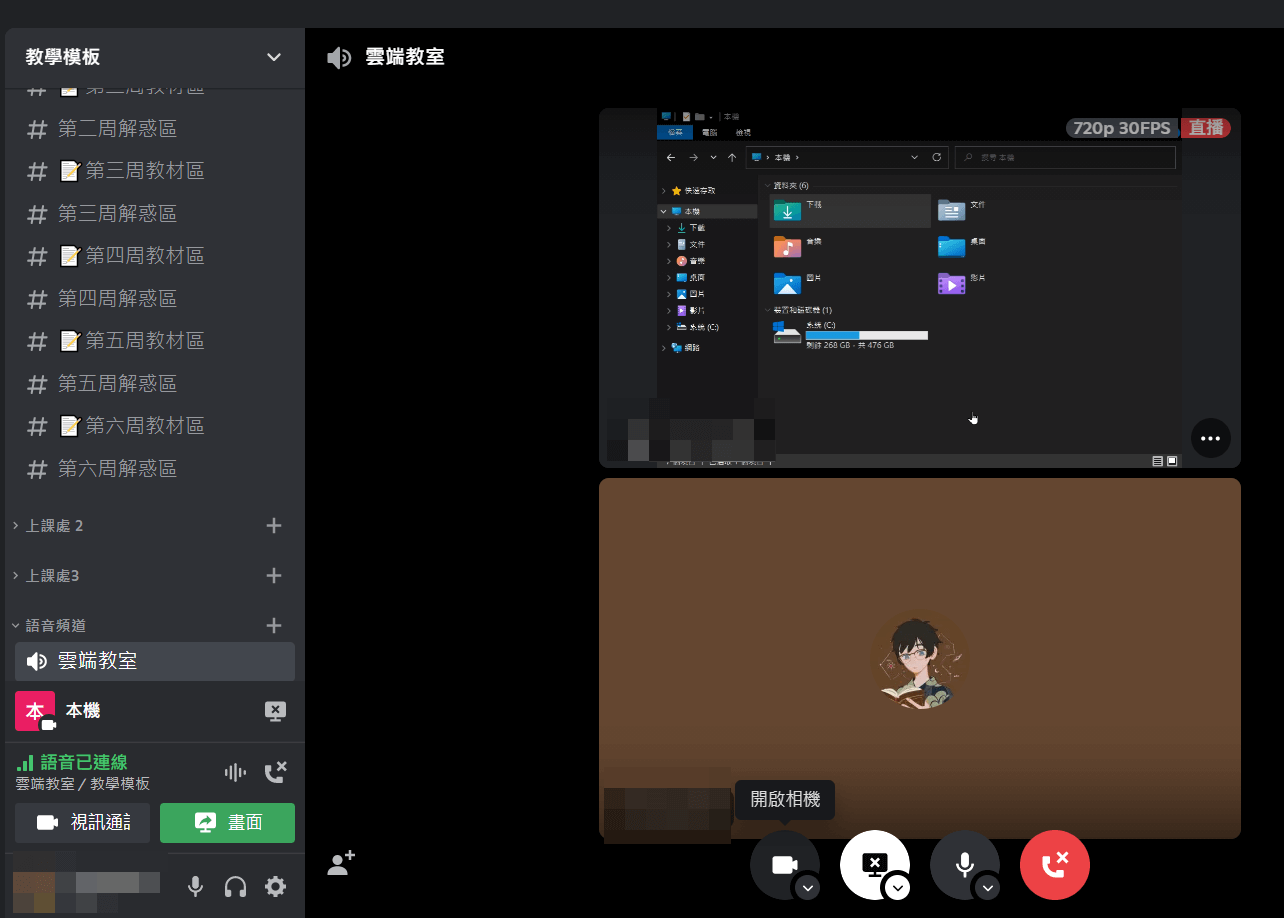 教學模板
第二周解惑區
📝第三周教材區
第三周解惑區
📝第四周教材區
第四周解惑區
📝第五周教材區
第五周解惑區
📝第六周教材區
第六周解惑區
上課處 2
上課處3
語音頻道
雲端教室
本
本機
語音已連線
雲端教室 / 教學模板
視訊通話
畫面
雲端教室
720p 30FPS
直播
本機
檔案
電腦
檢視
本機
搜尋 本機
快速存取
本機
下載
文件
音樂
桌面
圖片
影片
系統 (C:)
網路
資料夾 (6)
下載
文件
音樂
桌面
圖片
影片
裝置和磁碟機 (1)
系統 (C:)
剩餘 268 GB，共 476 GB
開啟相機